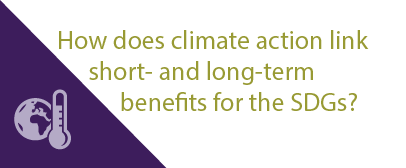 How does climate action link
short- and long-term
benefits for the SDGs?